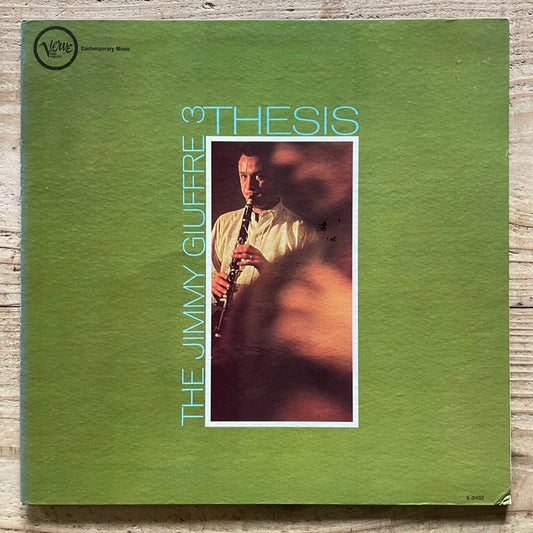 Verve
Contemporary Music
THESIS
THE JIMMY GIUFFRE 3
V-8402